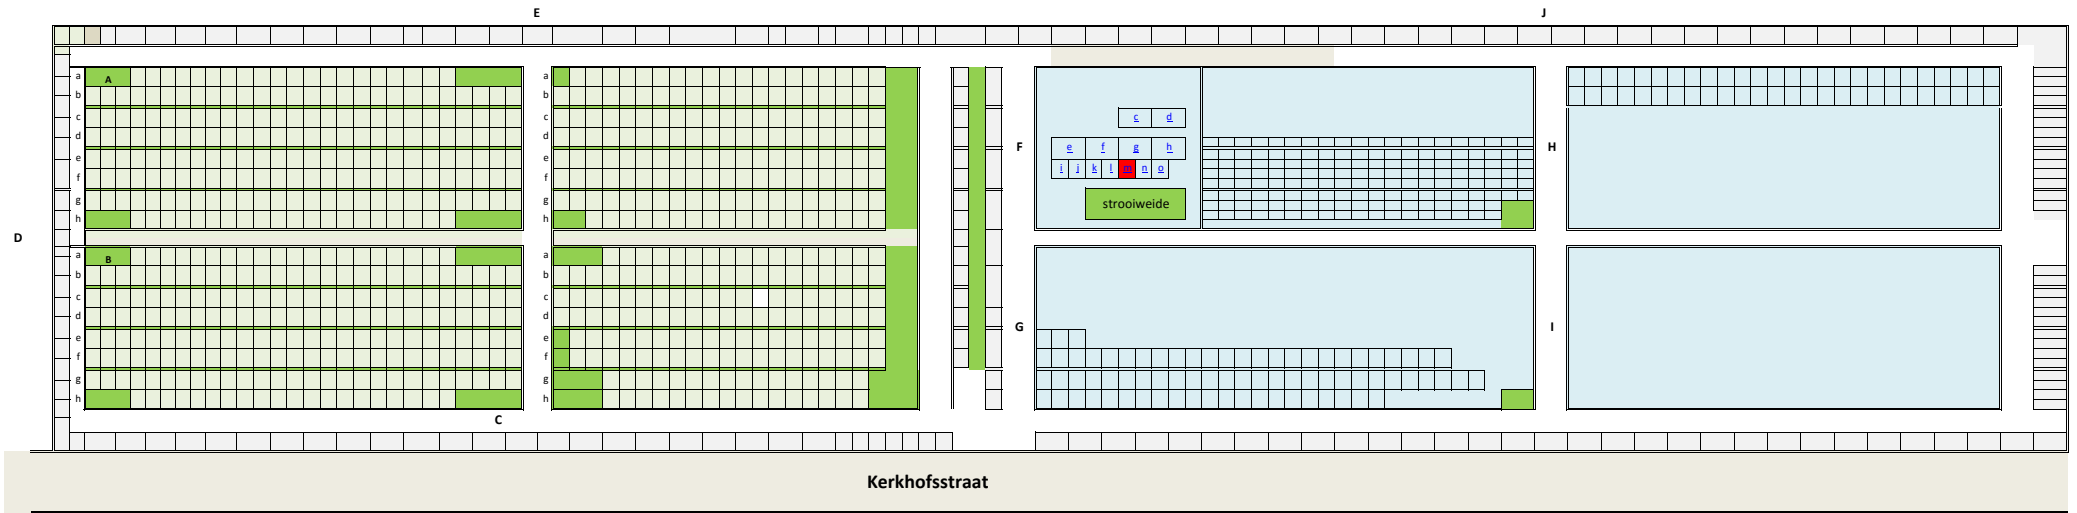 E J
a A a
b b
c c c d
d d
e e F e f g h H
f f i j k l m n o
g g strooiweide
h h
D
a B a
b b
c c
d d
e e G I
f f
g g
h h
C
Kerkhofsstraat